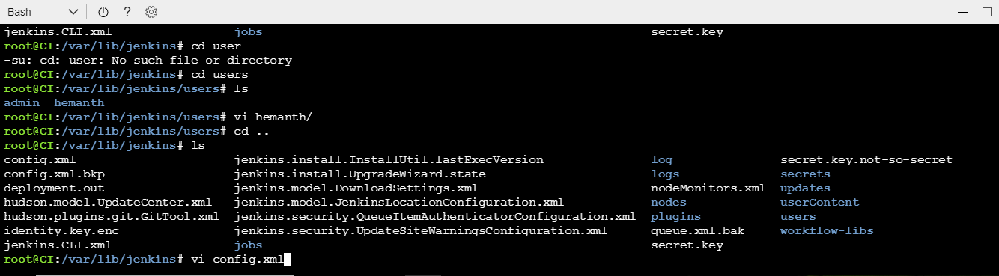 Bash ?
jenkins.CLI.xml jobs secret.key
root@CI:/var/lib/jenkins# cd user
-su: cd: user: No such file or directory
root@CI:/var/lib/jenkins# cd users
root@CI:/var/lib/jenkins/users# ls
admin hemanth
root@CI:/var/lib/jenkins/users# vi hemanth/
root@CI:/var/lib/jenkins/users# cd ..
root@CI:/var/lib/jenkins# ls
config.xml jenkins.install.InstallUtil.lastExecVersion log secret.key.not-so-secret
config.xml.bkp jenkins.install.UpgradeWizard.state logs secrets
deployment.out jenkins.model.DownloadSettings.xml nodeMonitors.xml updates
hudson.model.UpdateCenter.xml jenkins.model.JenkinsLocationConfiguration.xml nodes userContent
hudson.plugins.git.GitTool.xml jenkins.security.QueueItemAuthenticatorConfiguration.xml plugins users
identity.key.enc jenkins.security.UpdateSiteWarningsConfiguration.xml queue.xml.bak workflow-libs
jenkins.CLI.xml jobs secret.key
root@CI:/var/lib/jenkins# vi config.xml